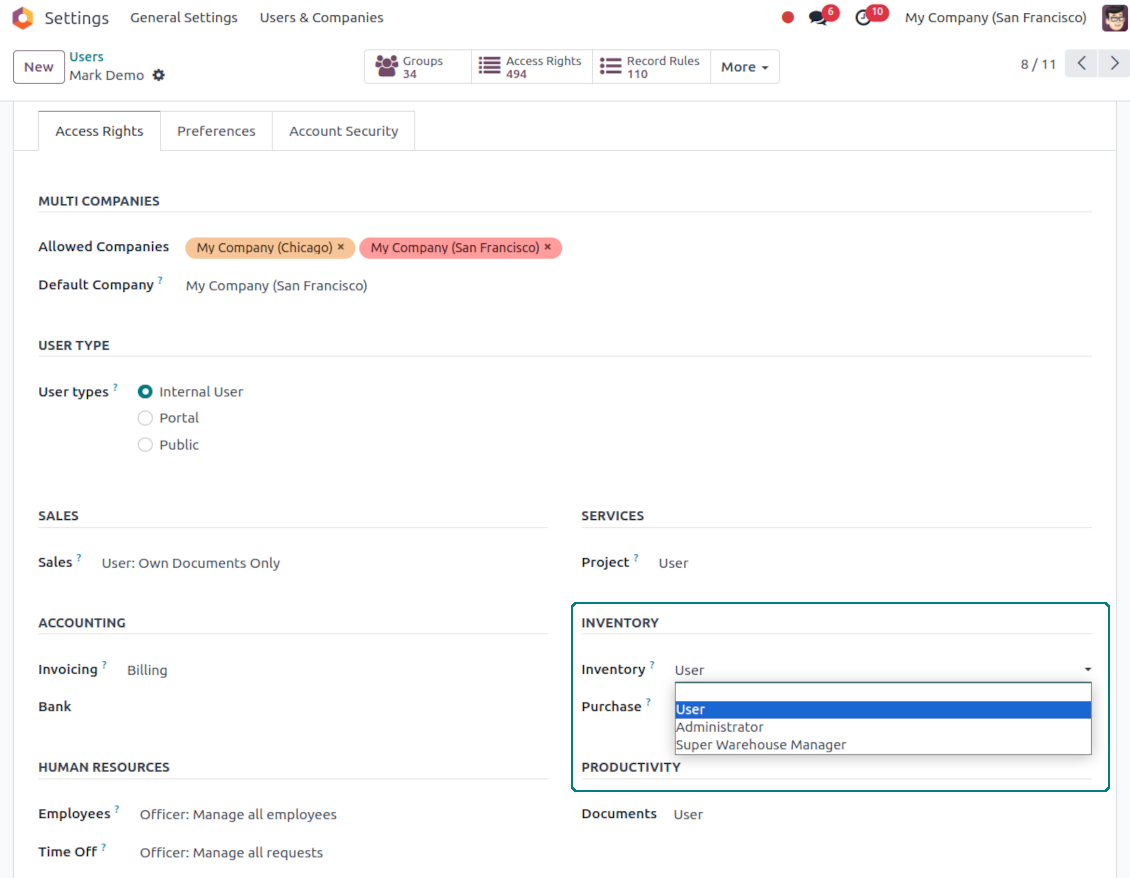 Settings General Settings Users & Companies 6 10 My Company (San Francisco)
New Users Groups Access Rights Record Rules More 8 / 11
Mark Demo 34 494 110
Access Rights Preferences Account Security
MULTI COMPANIES
Allowed Companies My Company (Chicago) × My Company (San Francisco) ×
Default Company ? My Company (San Francisco)
USER TYPE
User types ? Internal User
Portal
Public
SALES SERVICES
Sales ? User: Own Documents Only Project ? User
ACCOUNTING INVENTORY
Invoicing ? Billing Inventory ? User
Bank Purchase ?
User
Administrator
Super Warehouse Manager
HUMAN RESOURCES PRODUCTIVITY
Employees ? Officer: Manage all employees Documents User
Time Off ? Officer: Manage all requests